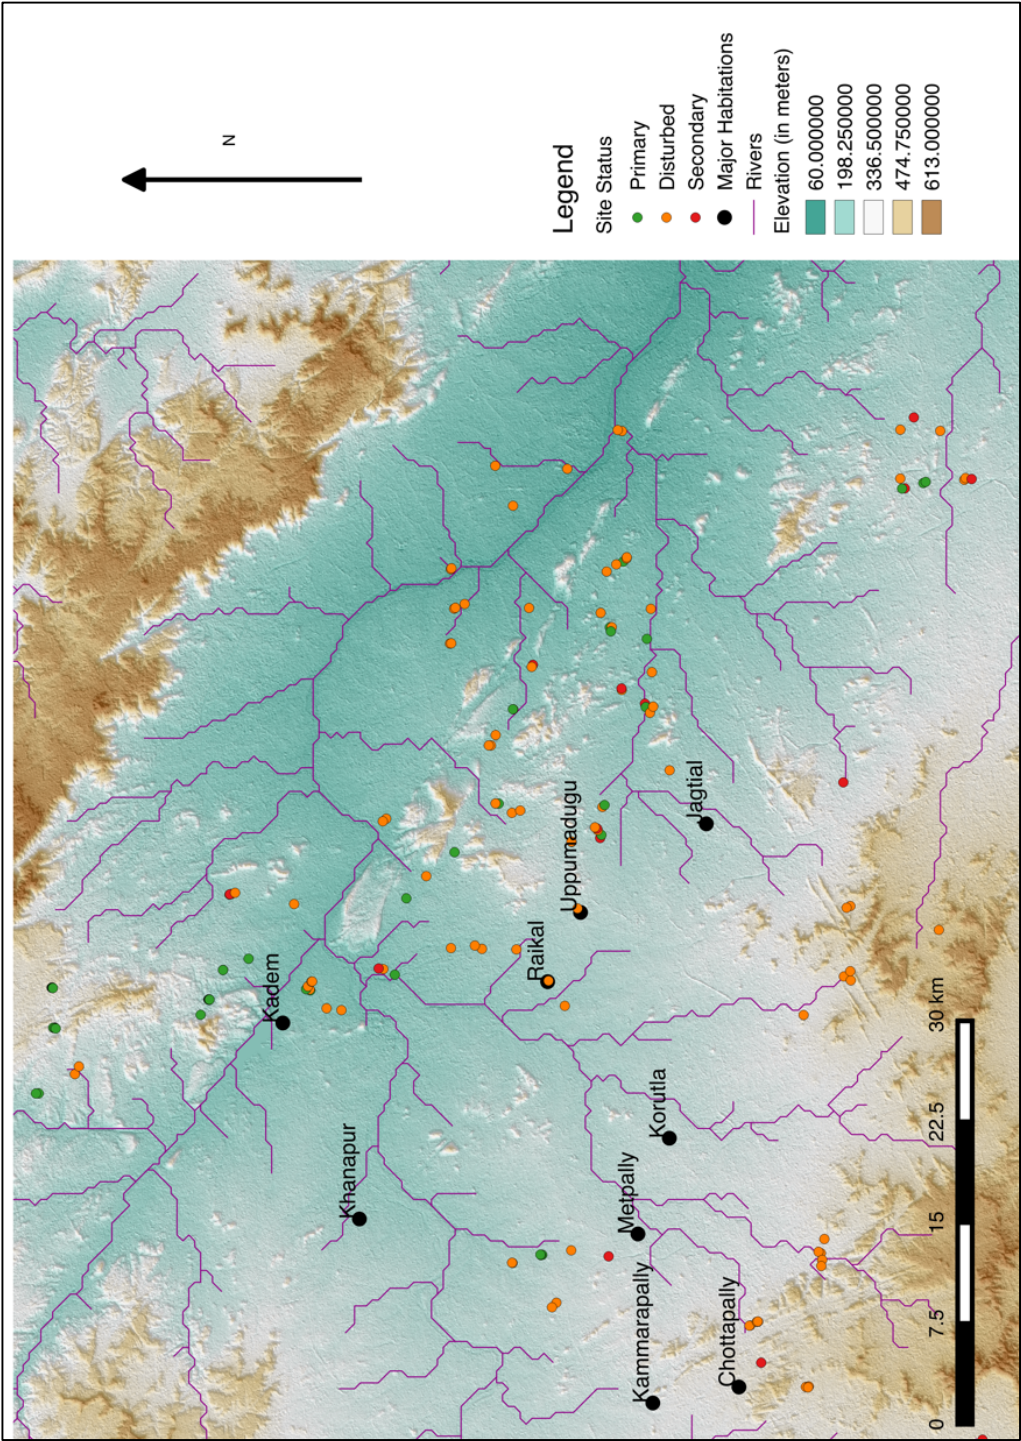 N
Legend
Site Status
Primary
Disturbed
Secondary
Major Habitations
Rivers
Elevation (in meters)
60.000000
198.250000
336.500000
474.750000
613.000000
Kadem
Khanapur
Raikal
Uppumadugu
Jagtial
Korutla
Metpally
Kammarapally
Chottapally
0 7.5 15 22.5 30 km